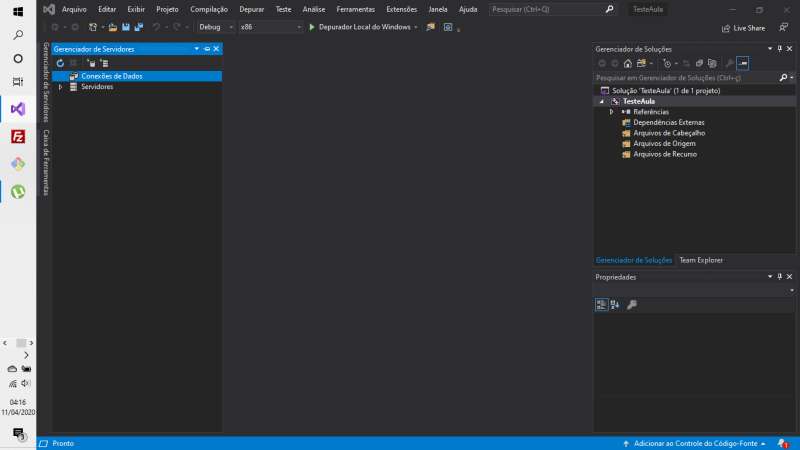 Arquivo Editar Exibir Projeto Compilação Depurar Teste Análise Ferramentas Extensões Janela Ajuda Pesquisar (Ctrl+Q) TesteAula
Debug x86 Depurador Local do Windows Live Share
Gerenciador de Servidores
Conexões de Dados
Servidores
Gerenciador de Servidores
Caixa de Ferramentas
Gerenciador de Soluções
Pesquisar em Gerenciador de Soluções (Ctrl+ç)
Solução 'TesteAula' (1 de 1 projeto)
TesteAula
Referências
Dependências Externas
Arquivos de Cabeçalho
Arquivos de Origem
Arquivos de Recurso
Gerenciador de Soluções Team Explorer
Propriedades
04:16
11/04/2020
3
Pronto
Adicionar ao Controle do Código-Fonte
1